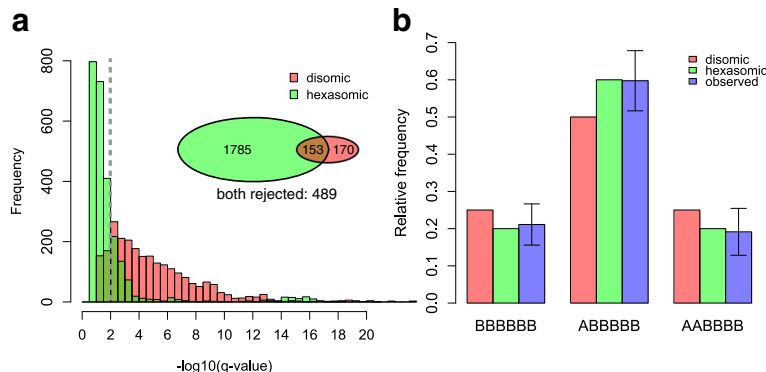 a
Frequency
800
600
400
200
0
0 2 4 6 8 10 12 14 16 20
-log10(q-value)
disomic
hexasomic
1785 153 170
both rejected: 489
b
Relative frequency
0.7
0.6
0.5
0.4
0.3
0.2
0.1
0.0
disomic
hexasomic
observed
BBBBBB ABBBBB AABBBB